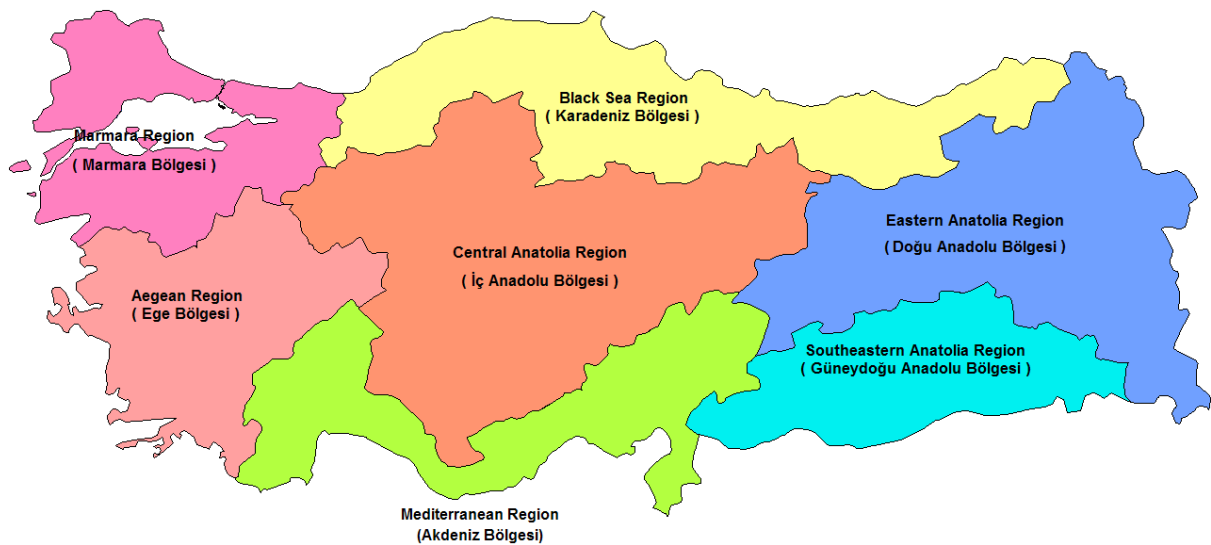 Black Sea Region
( Karadeniz Bölgesi )
Marmara Region
( Marmara Bölgesi )
Eastern Anatolia Region
( Doğu Anadolu Bölgesi )
Central Anatolia Region
( İç Anadolu Bölgesi )
Aegean Region
( Ege Bölgesi )
Southeastern Anatolia Region
( Güneydoğu Anadolu Bölgesi )
Mediterranean Region
(Akdeniz Bölgesi)